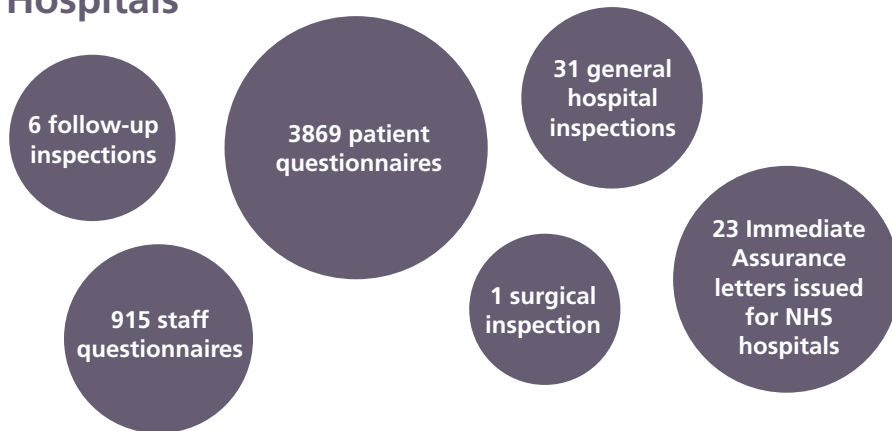 Hospitals
6 follow-up
inspections
3869 patient
questionnaires
31 general
hospital
inspections
915 staff
questionnaires
1 surgical
inspection
23 Immediate
Assurance
letters issued
for NHS
hospitals